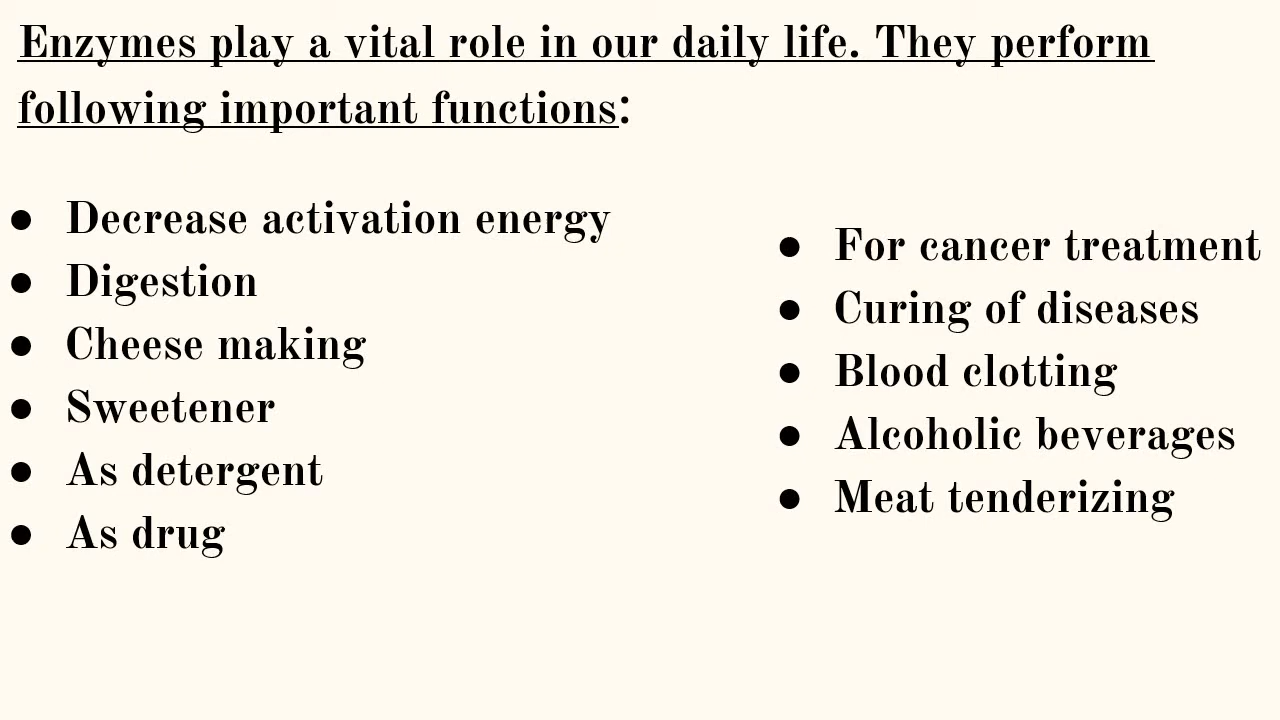 Enzymes play a vital role in our daily life. They perform
following important functions:
● Decrease activation energy
● Digestion
● Cheese making
● Sweetener
● As detergent
● As drug
● For cancer treatment
● Curing of diseases
● Blood clotting
● Alcoholic beverages
● Meat tenderizing